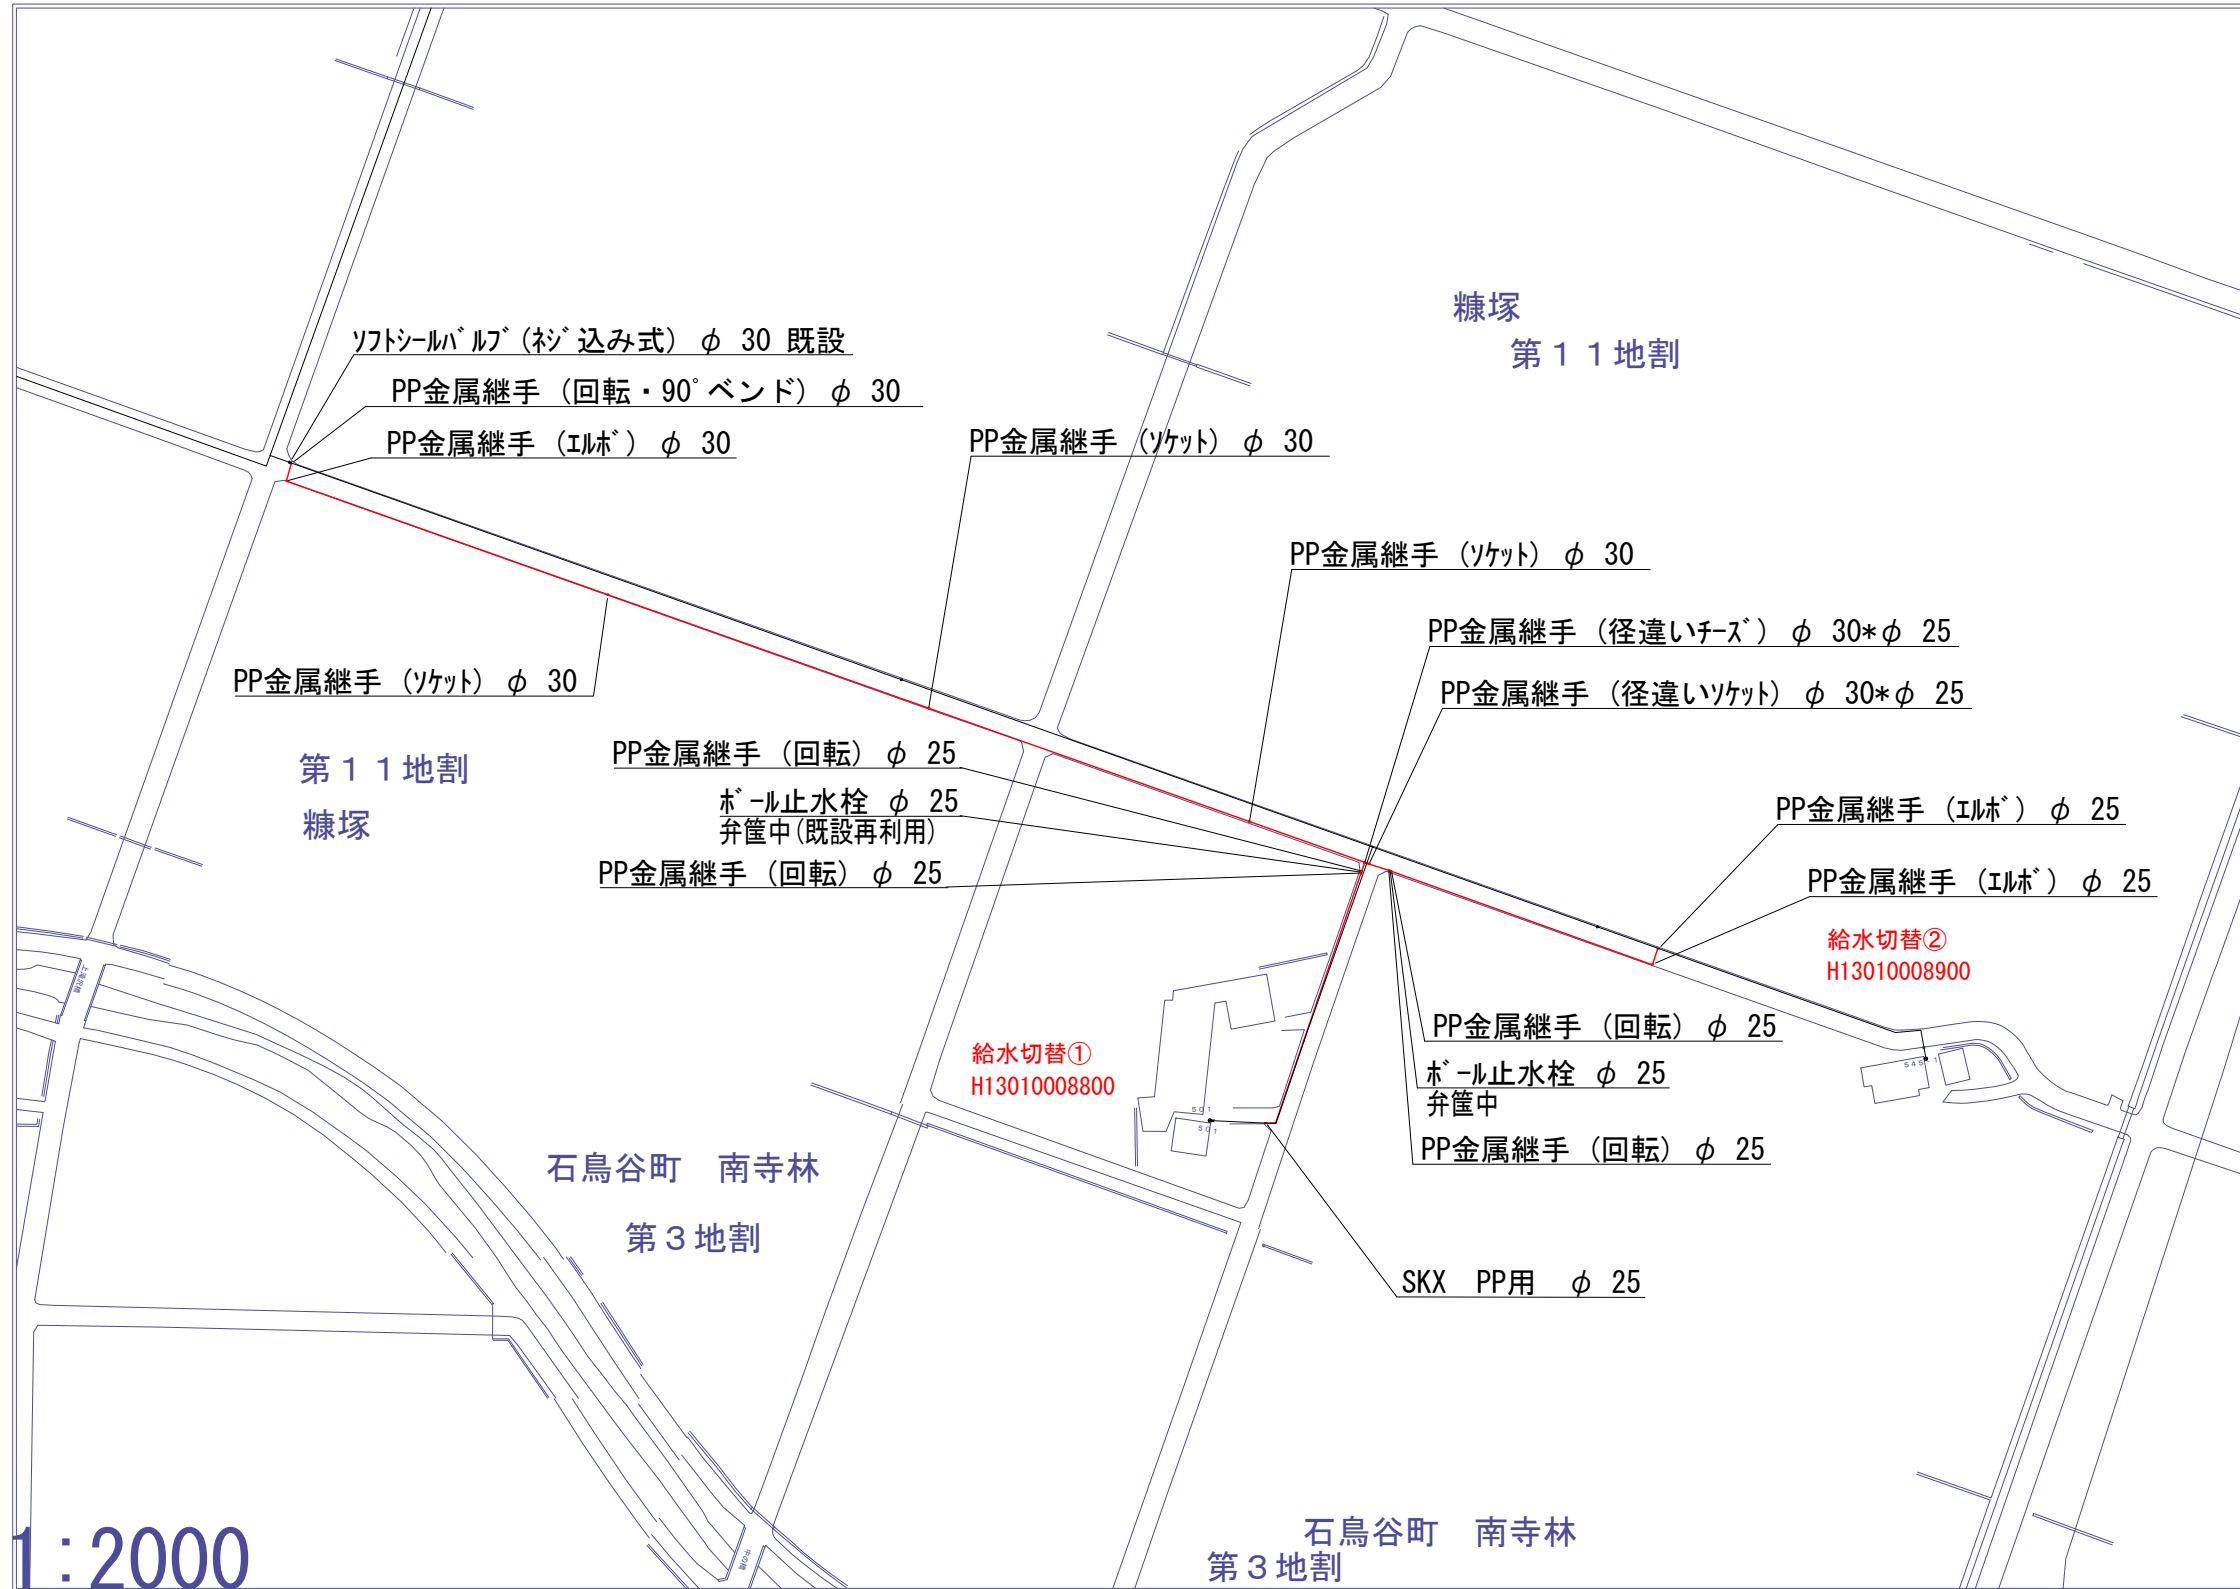 糠塚
第１１地割
ソフトシールバルブ(ネジ込み式) φ 30 既設
PP金属継手 (回転・90°ベンド) φ 30
PP金属継手 (エルボ) φ 30
PP金属継手 (ソケット) φ 30
PP金属継手 (ソケット) φ 30
PP金属継手 (径違いチーズ) φ 30*φ 25
PP金属継手 (ソケット) φ 30
PP金属継手 (径違いソケット) φ 30*φ 25
第１１地割
糠塚
PP金属継手 (回転) φ 25
ボール止水栓 φ 25
弁筐中(既設再利用)
PP金属継手 (回転) φ 25
PP金属継手 (エルボ) φ 25
PP金属継手 (エルボ) φ 25
給水切替②
H13010008900
PP金属継手 (回転) φ 25
ボール止水栓 φ 25
弁筐中
PP金属継手 (回転) φ 25
給水切替①
H13010008800
501
501
石鳥谷町 南寺林
第３地割
SKX PP用 φ 25
石鳥谷町 南寺林
第３地割
中の橋
1:2000